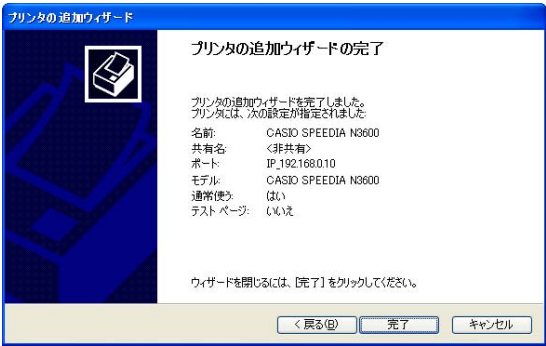 プリンタの追加ウィザード
プリンタの追加ウィザードの完了
プリンタの追加ウィザードを完了しました。
プリンタには、次の設定が指定されました:
名前: CASIO SPEEDIA N3600
共有名: <非共有>
ポート: IP_192.168.0.10
モデル: CASIO SPEEDIA N3600
通常使う: はい
テスト ページ: いいえ
ウィザードを閉じるには、[完了] をクリックしてください。
< 戻る(B) 完了 キャンセル